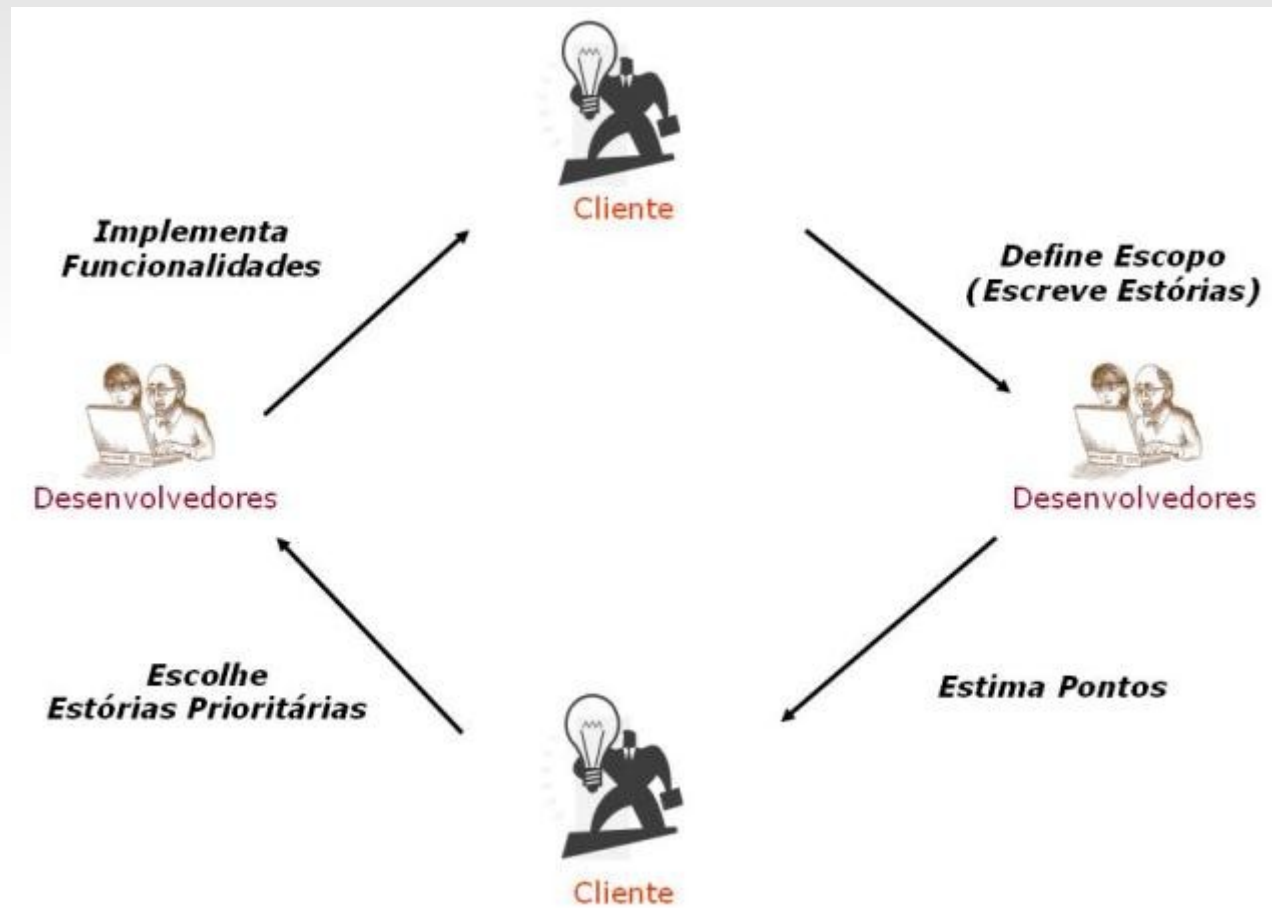 Cliente
Implementa
Funcionalidades
Define Escopo
(Escreve Estórias)
Desenvolvedores
Desenvolvedores
Escolhe
Estórias Prioritárias
Estima Pontos
Cliente